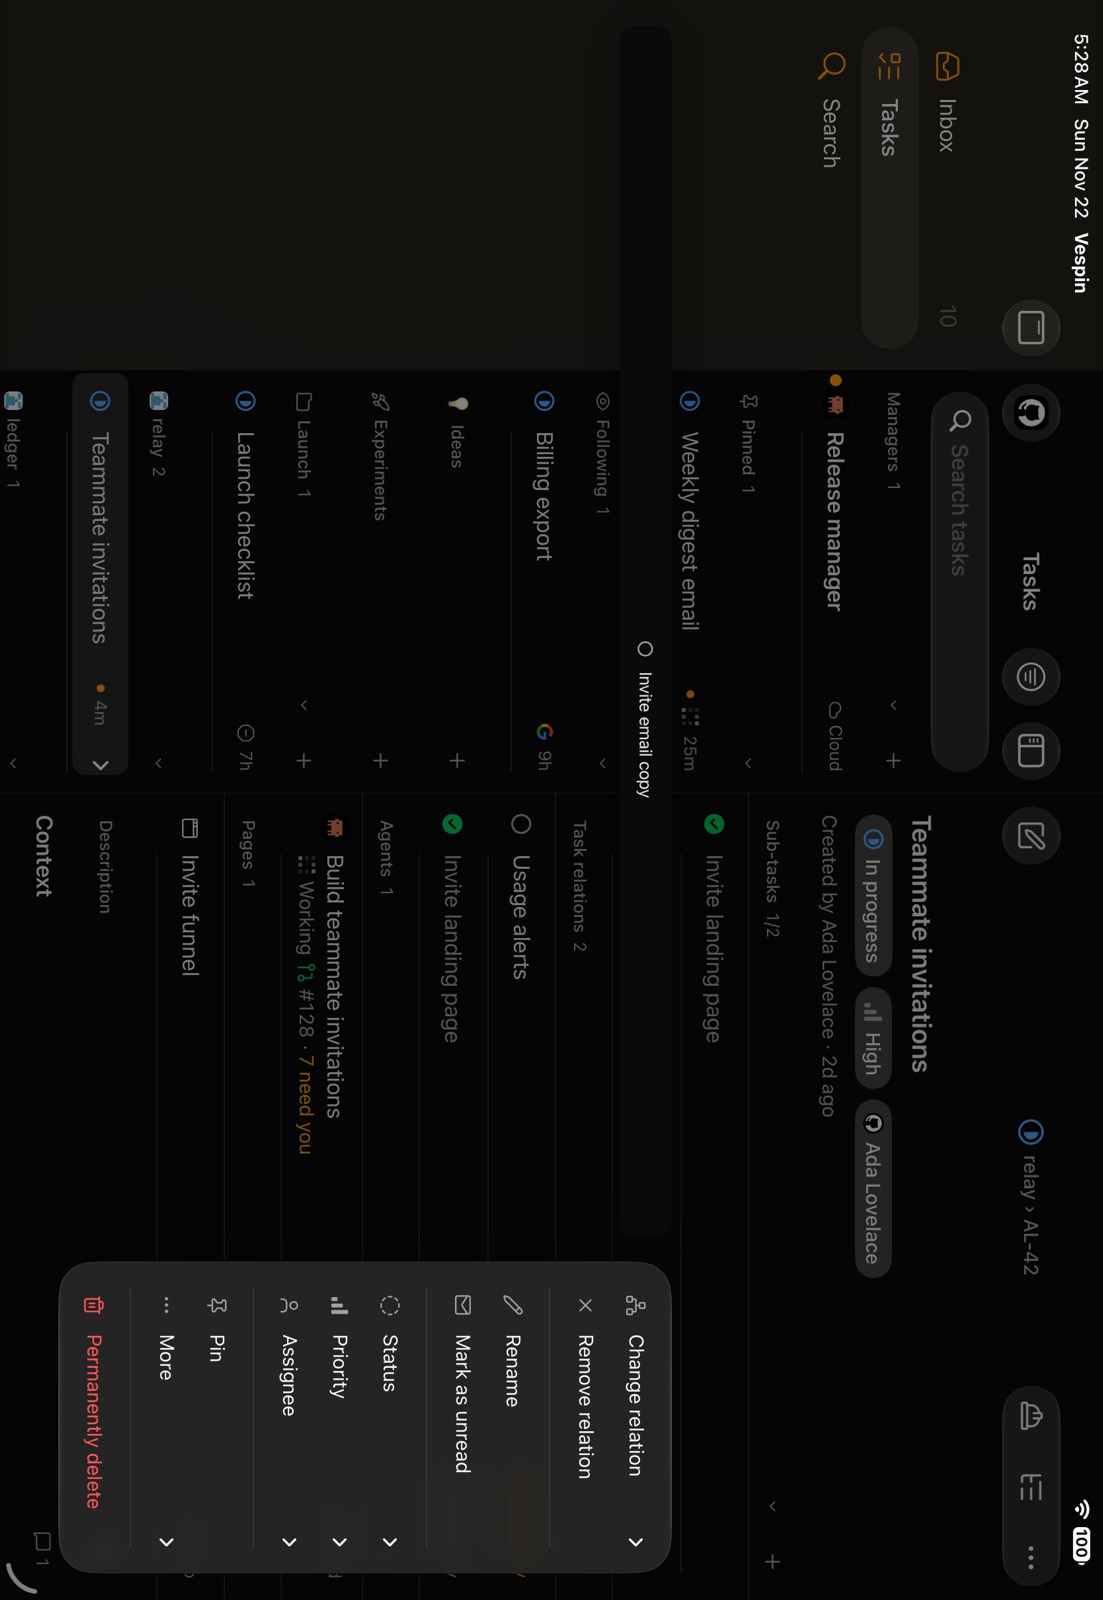 5:28 AM Sun Nov 22 Vespin
100
Inbox 10
Tasks
Search
Tasks
Search tasks
Managers 1
Release manager Cloud
Pinned 1
Weekly digest email 25m
Following 1
Billing export 9h
Ideas
Experiments
Launch 1
Launch checklist 7h
relay 2
Teammate invitations 4m
ledger 1
relay › AL-42
Teammate invitations
In progress High Ada Lovelace
Created by Ada Lovelace · 2d ago
Sub-tasks 1/2
Invite landing page
Invite email copy
Task relations 2
Usage alerts
Invite landing page
Agents 1
Build teammate invitations
Working #128 · 7 need you
Pages 1
Invite funnel
Description
Context
1
Change relation
Remove relation
Rename
Mark as unread
Status
Priority
Assignee
Pin
More
Permanently delete